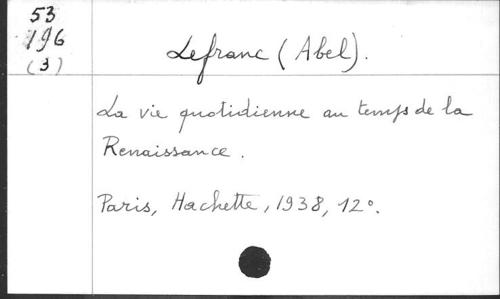 53
196
(3)
Lefranc (Abel).
La vie quotidienne au temps de la
Renaissance.
Paris, Hachette, 1938, 12°.